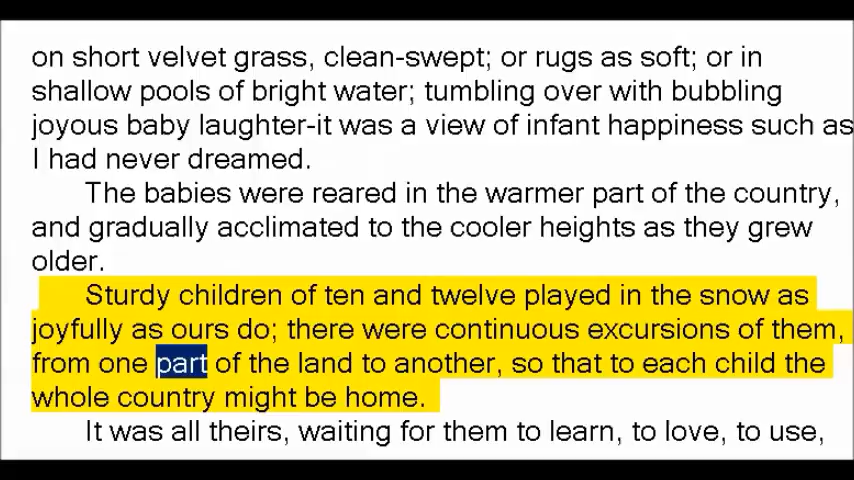 on short velvet grass, clean-swept; or rugs as soft; or in
shallow pools of bright water; tumbling over with bubbling
joyous baby laughter-it was a view of infant happiness such as
I had never dreamed.
The babies were reared in the warmer part of the country,
and gradually acclimated to the cooler heights as they grew
older.
Sturdy children of ten and twelve played in the snow as
joyfully as ours do; there were continuous excursions of them,
from one part of the land to another, so that to each child the
whole country might be home.
It was all theirs, waiting for them to learn, to love, to use,